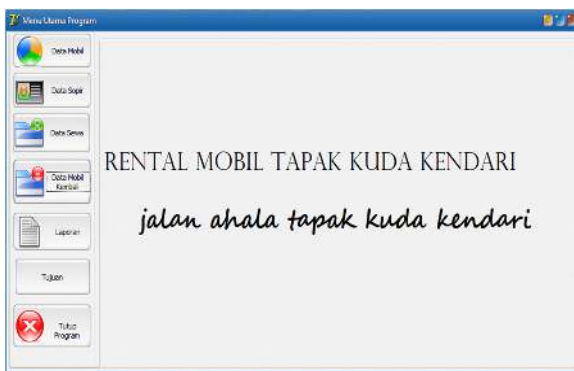 Menu Utama Program
Data Mobil
Data Sopir
Data Sewa
Data Mobil
Kembali
Laporan
Tujuan
Tutup
Program
RENTAL MOBIL TAPAK KUDA KENDARI
jalan ahala tapak kuda kendari